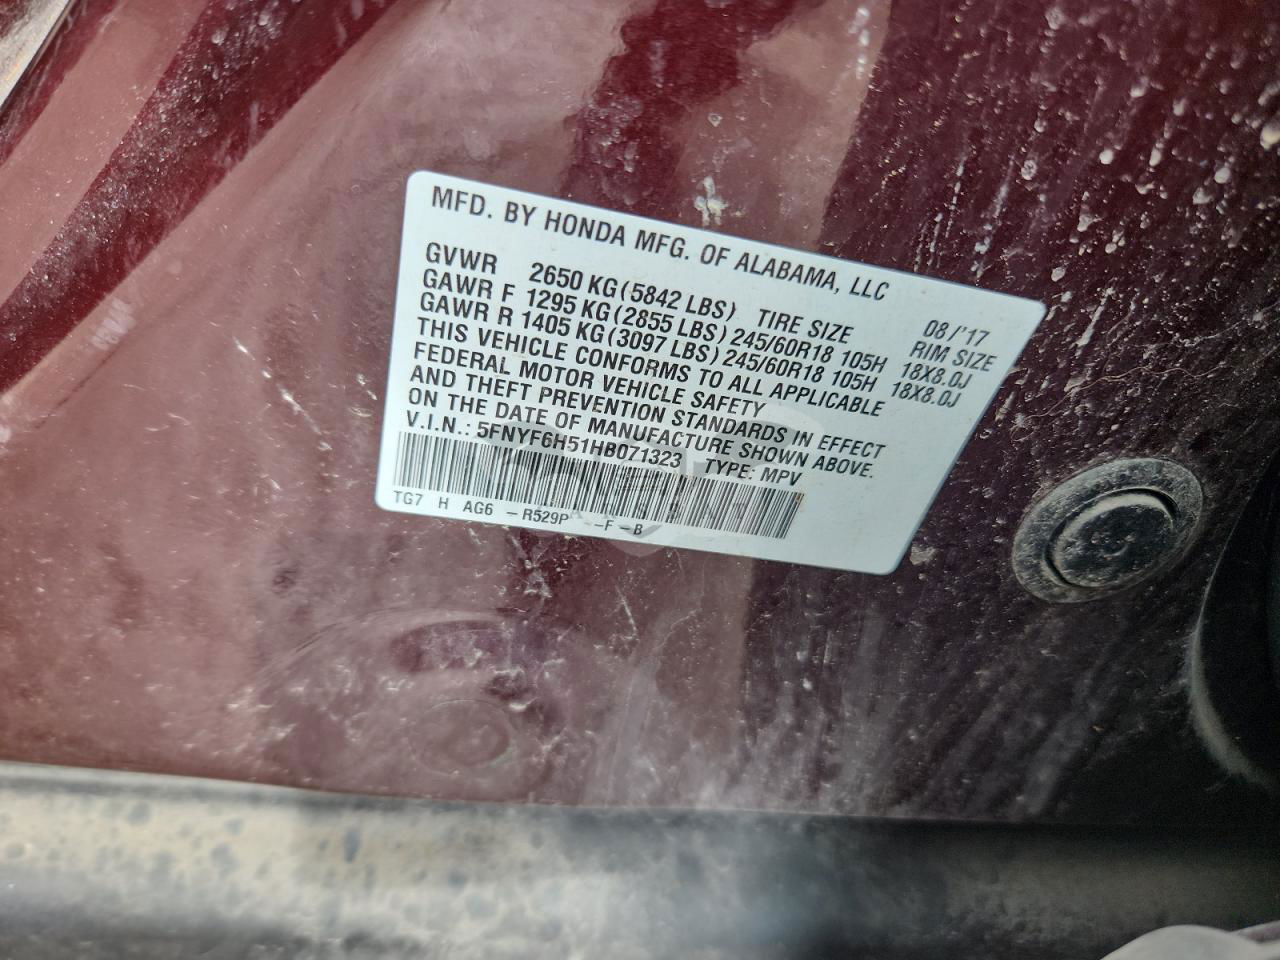 MFD. BY HONDA MFG. OF ALABAMA, LLC
08/'17
GVWR 2650 KG (5842 LBS) TIRE SIZE RIM SIZE
GAWR F 1295 KG (2855 LBS) 245/60R18 105H 18X8.0J
GAWR R 1405 KG (3097 LBS) 245/60R18 105H 18X8.0J
THIS VEHICLE CONFORMS TO ALL APPLICABLE
FEDERAL MOTOR VEHICLE SAFETY
AND THEFT PREVENTION STANDARDS IN EFFECT
ON THE DATE OF MANUFACTURE SHOWN ABOVE.
V.I.N.: 5FNYF6H51HB071323 TYPE: MPV
TG7 H AG6 -R529P -F-B